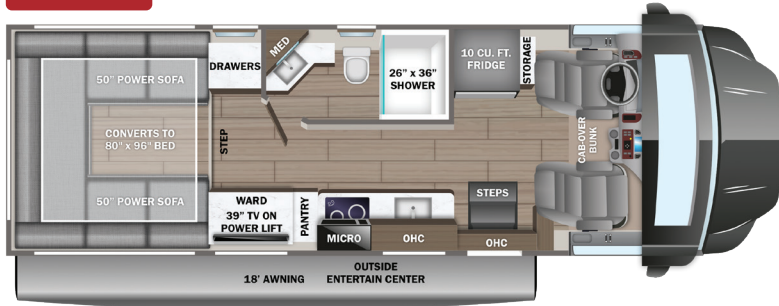 50" POWER SOFA
CONVERTS TO
80" x 96" BED
50" POWER SOFA
DRAWERS
STEP
MED
26" x 36"
SHOWER
10 CU. FT.
FRIDGE
STORAGE
CAB-OVER
BUNK
WARD
39" TV ON
POWER LIFT
PANTRY
MICRO
OHC
STEPS
OHC
18' AWNING
OUTSIDE
ENTERTAIN CENTER